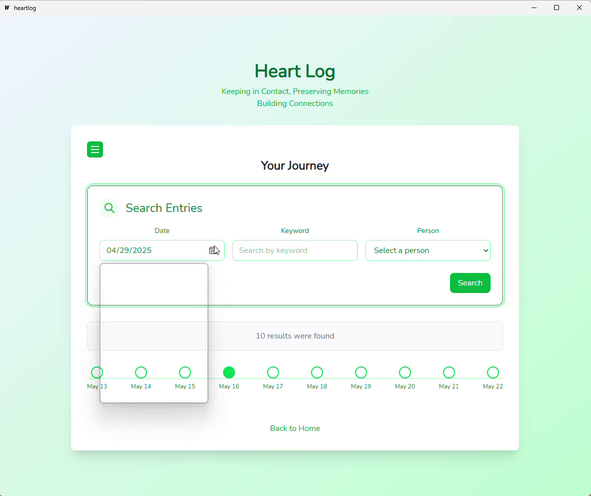 heartlog
Heart Log
Keeping in Contact, Preserving Memories
Building Connections
Your Journey
Search Entries
Date Keyword Person
04/29/2025 Search by keyword Select a person
Search
10 results were found
May 13 May 14 May 15 May 16 May 17 May 18 May 19 May 20 May 21 May 22
Back to Home